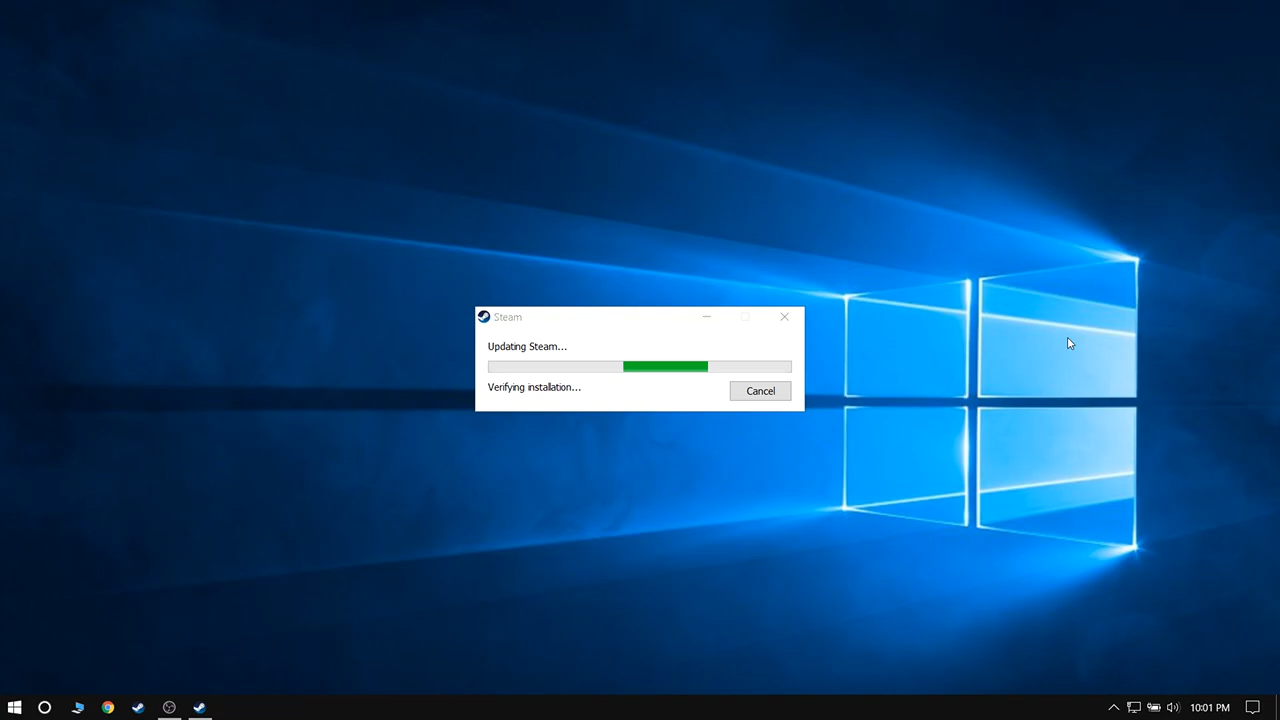 Steam
Updating Steam...
Verifying installation...
Cancel
10:01 PM